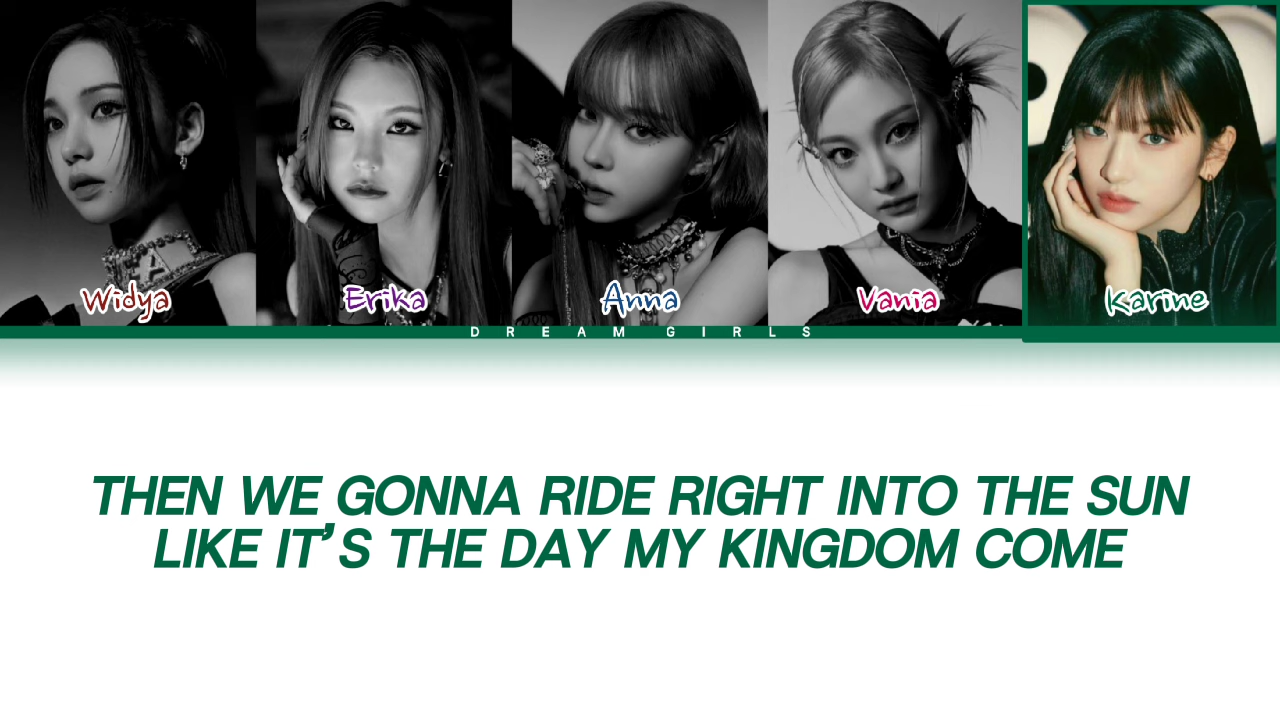 Widya
Erika
Anna
Vania
Karine
DREAM GIRLS
THEN WE GONNA RIDE RIGHT INTO THE SUN
LIKE IT'S THE DAY MY KINGDOM COME